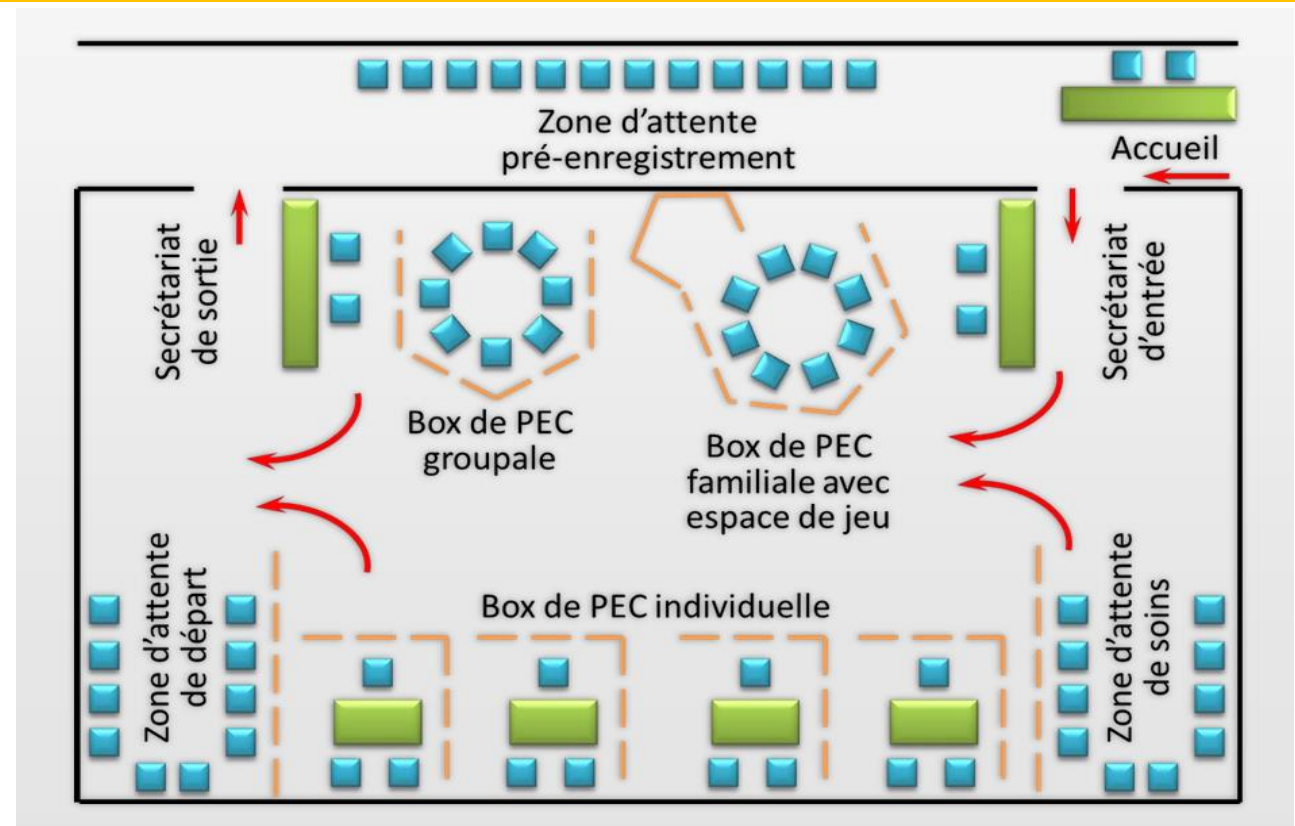 Zone d'attente
pré-enregistrement
Accueil
Secrétariat
de sortie
Secrétariat
d'entrée
Box de PEC
groupale
Box de PEC
familiale avec
espace de jeu
Zone d'attente
de départ
Box de PEC individuelle
Zone d'attente
de soins